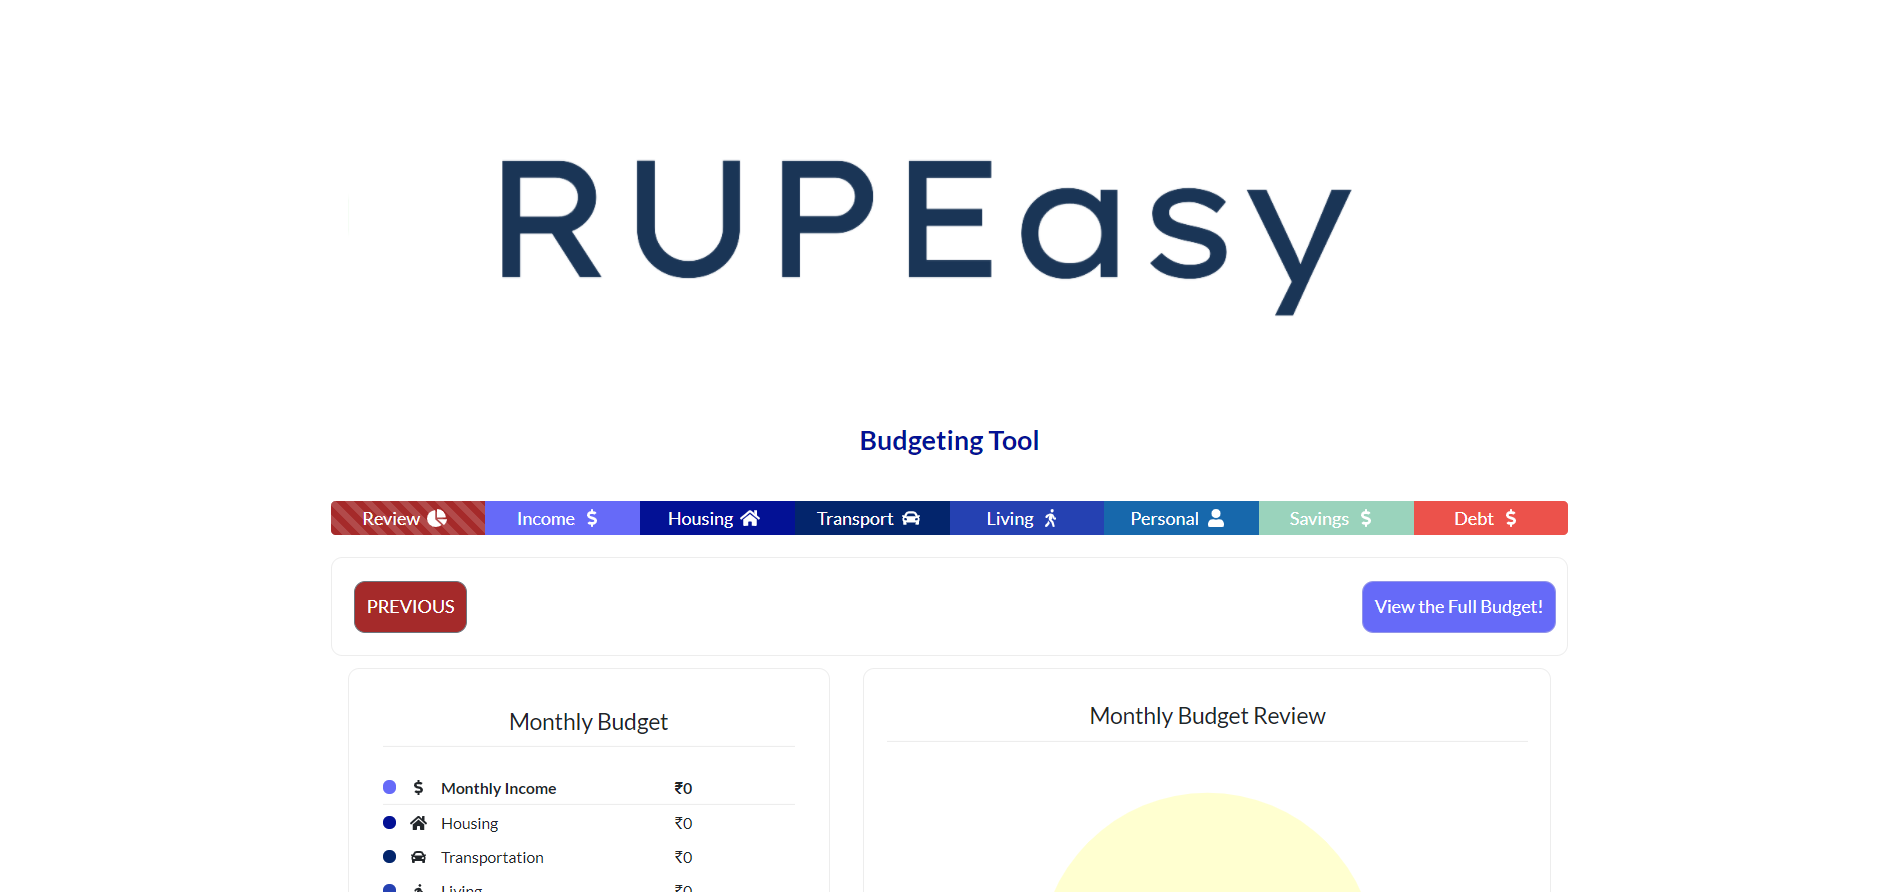 RUPEasy
Budgeting Tool
Review Income Housing Transport Living Personal Savings Debt
PREVIOUS View the Full Budget!
Monthly Budget
Monthly Income ₹0
Housing ₹0
Transportation ₹0
Living ₹0
Monthly Budget Review